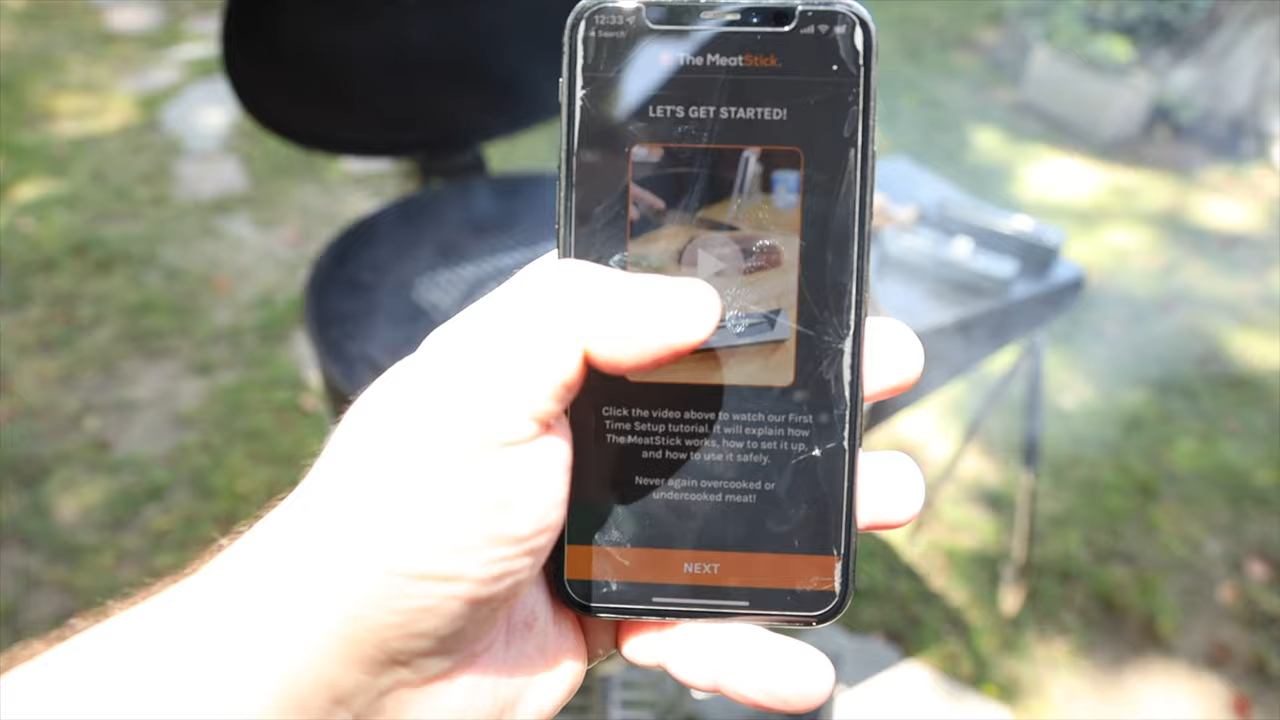 12:33
Search
The MeatStick.
LET'S GET STARTED!
Click the video above to watch our First
Time Setup tutorial. It will explain how
The MeatStick works, how to set it up,
and how to use it safely.
Never again overcooked or
undercooked meat!
NEXT